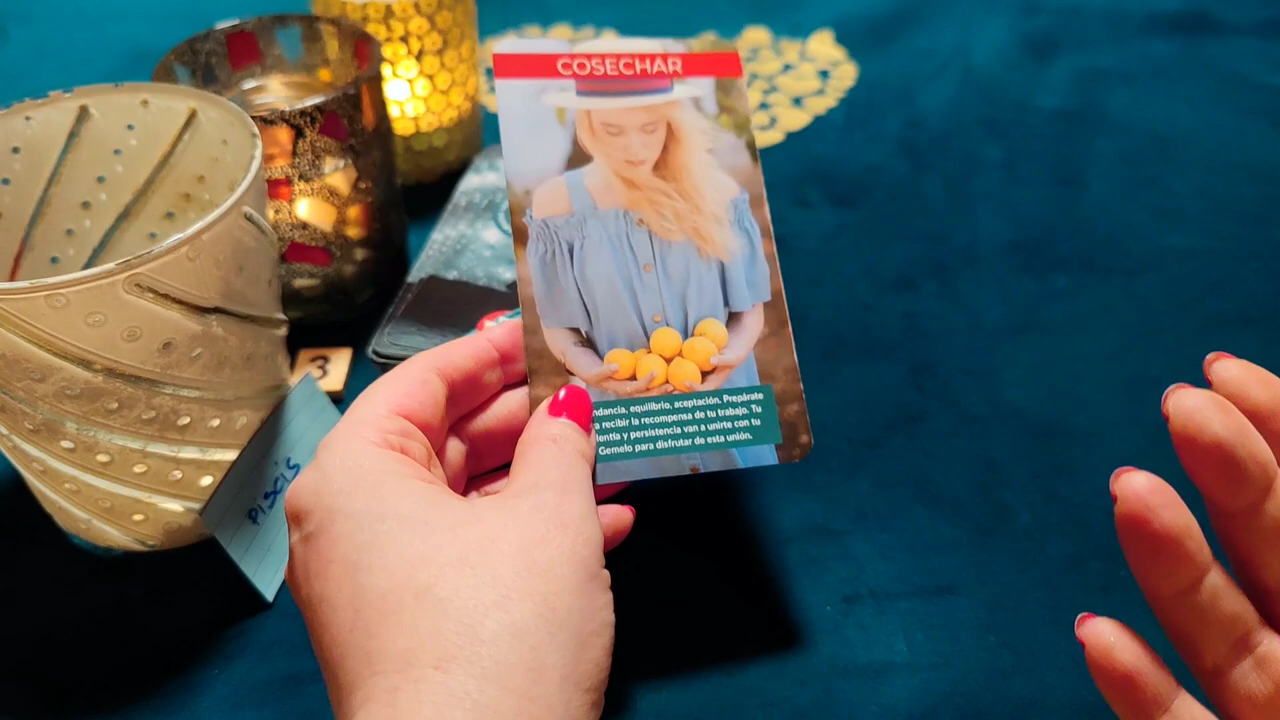 COSECHAR
ndancia, equilibrio, aceptación. Prepárate
a recibir la recompensa de tu trabajo. Tu
lentía y persistencia van a unirte con tu
Gemelo para disfrutar de esta unión.
3
PISCIS